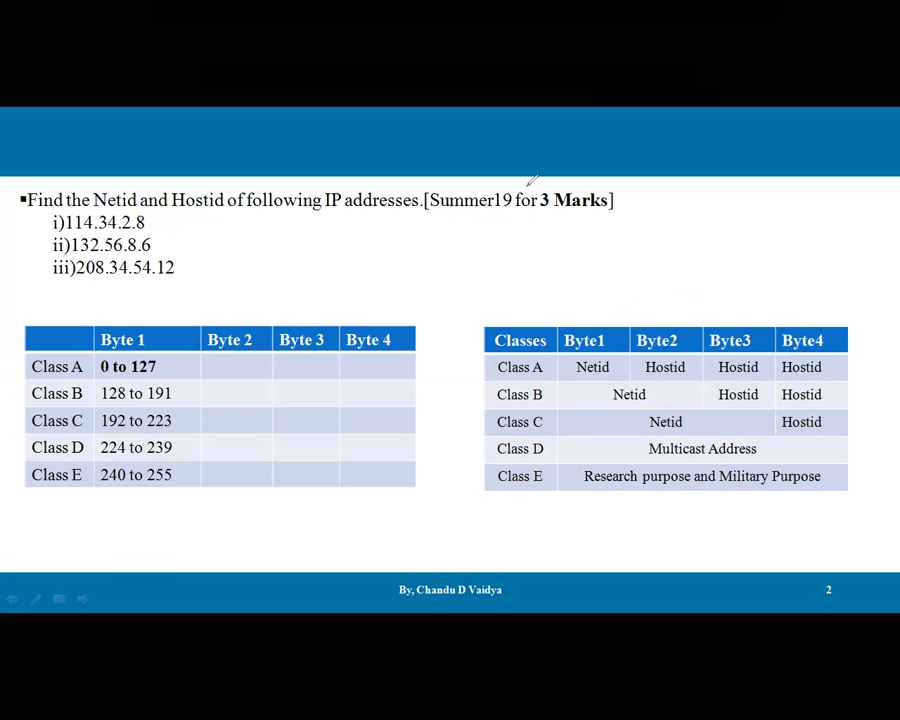 ▪Find the Netid and Hostid of following IP addresses.[Summer19 for 3 Marks]
i)114.34.2.8
ii)132.56.8.6
iii)208.34.54.12
Byte 1 Byte 2 Byte 3 Byte 4
Class A 0 to 127
Class B 128 to 191
Class C 192 to 223
Class D 224 to 239
Class E 240 to 255
Classes Byte1 Byte2 Byte3 Byte4
Class A Netid Hostid Hostid Hostid
Class B Netid Hostid Hostid
Class C Netid Hostid
Class D Multicast Address
Class E Research purpose and Military Purpose
By, Chandu D Vaidya 2